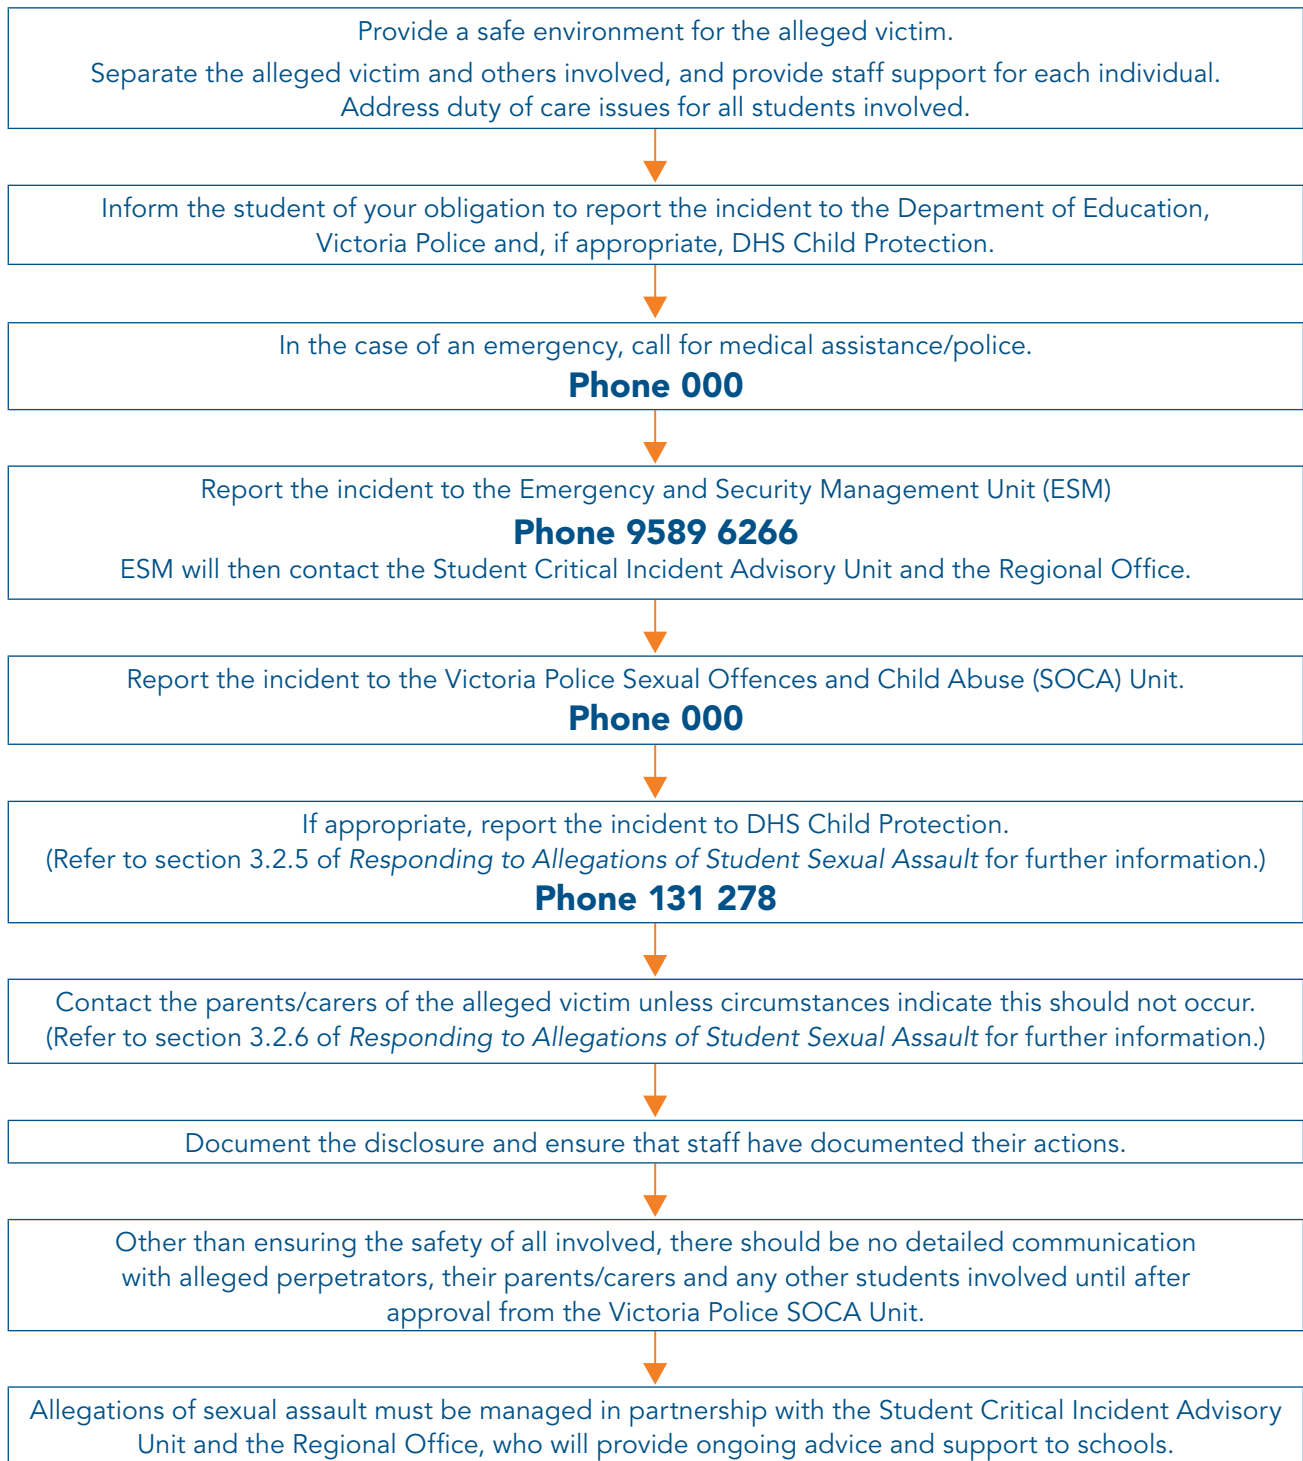 Provide a safe environment for the alleged victim.
Separate the alleged victim and others involved, and provide staff support for each individual.
Address duty of care issues for all students involved.
Inform the student of your obligation to report the incident to the Department of Education,
Victoria Police and, if appropriate, DHS Child Protection.
In the case of an emergency, call for medical assistance/police.
Phone 000
Report the incident to the Emergency and Security Management Unit (ESM)
Phone 9589 6266
ESM will then contact the Student Critical Incident Advisory Unit and the Regional Office.
Report the incident to the Victoria Police Sexual Offences and Child Abuse (SOCA) Unit.
Phone 000
If appropriate, report the incident to DHS Child Protection.
(Refer to section 3.2.5 of Responding to Allegations of Student Sexual Assault for further information.)
Phone 131 278
Contact the parents/carers of the alleged victim unless circumstances indicate this should not occur.
(Refer to section 3.2.6 of Responding to Allegations of Student Sexual Assault for further information.)
Document the disclosure and ensure that staff have documented their actions.
Other than ensuring the safety of all involved, there should be no detailed communication
with alleged perpetrators, their parents/carers and any other students involved until after
approval from the Victoria Police SOCA Unit.
Allegations of sexual assault must be managed in partnership with the Student Critical Incident Advisory
Unit and the Regional Office, who will provide ongoing advice and support to schools.